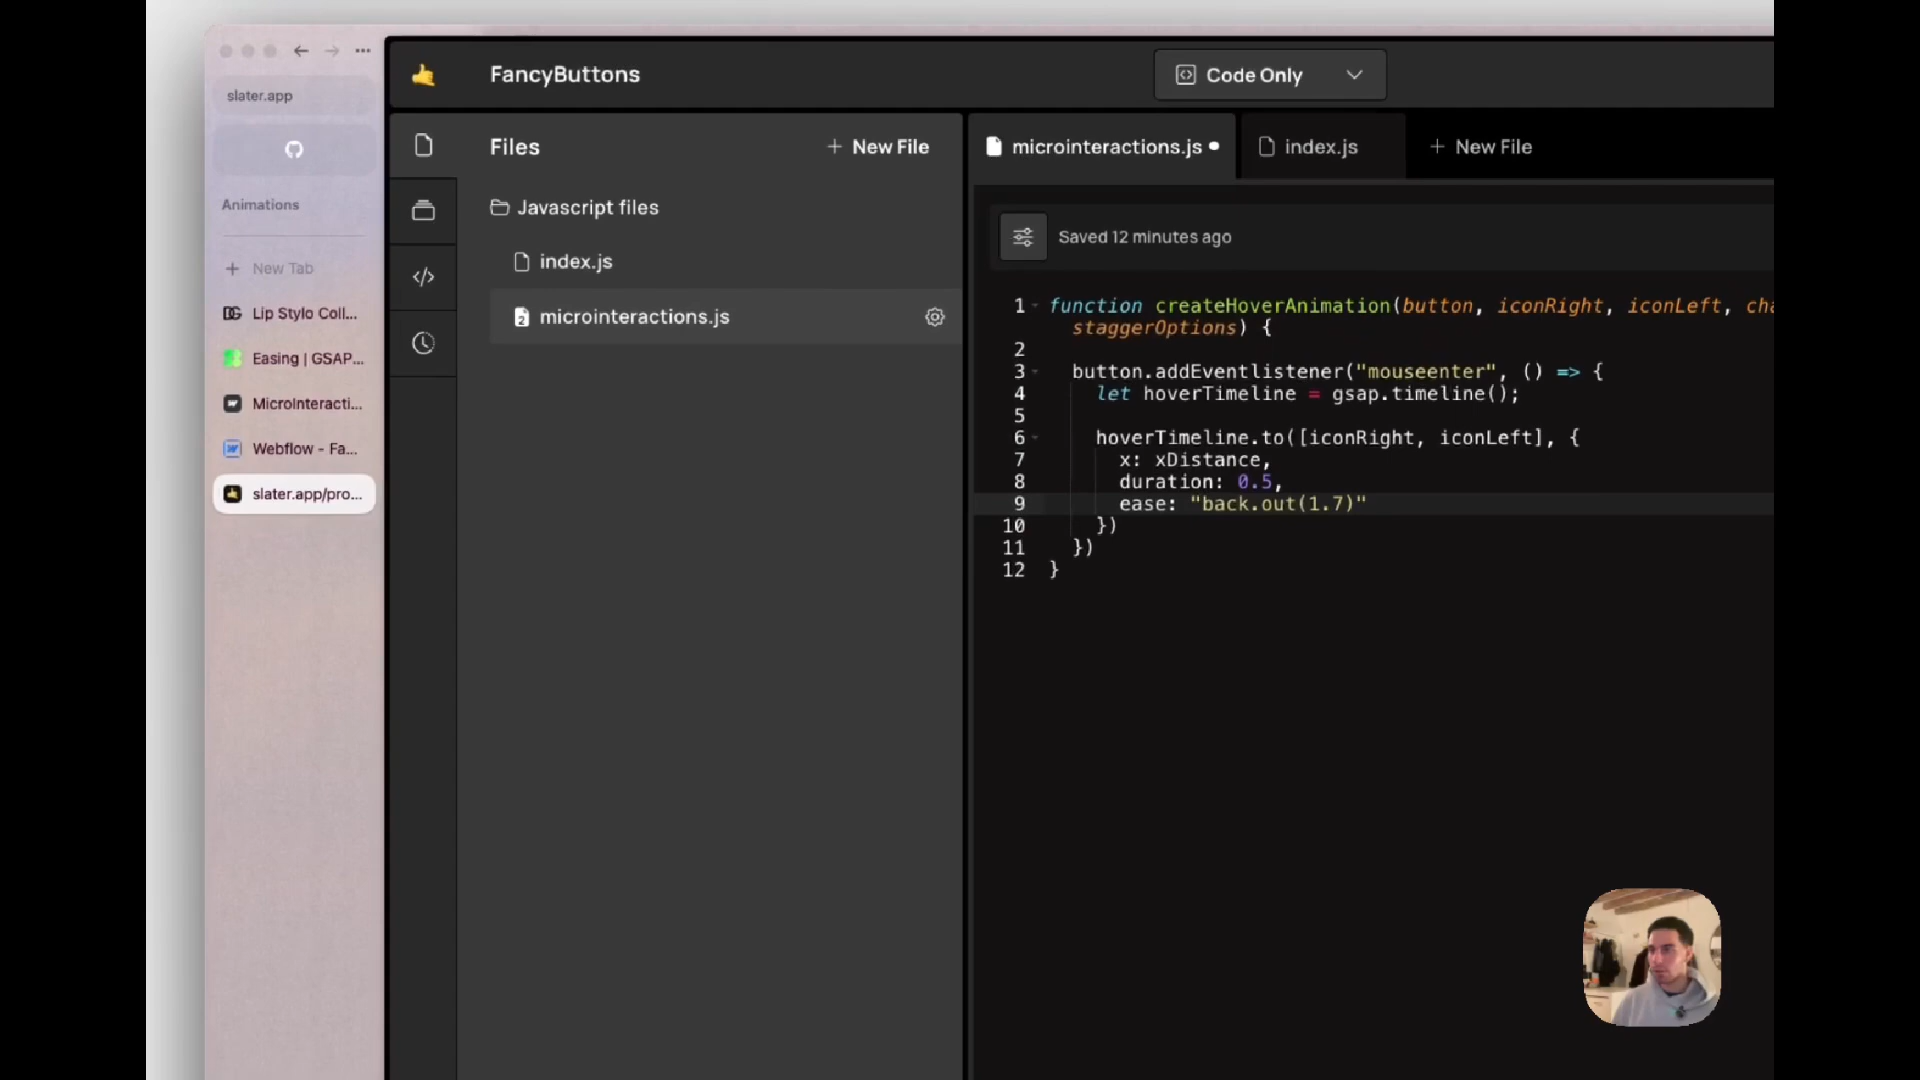 slater.app
Animations
New Tab
Lip Stylo Coll...
Easing | GSAP...
MicroInteracti...
Webflow - Fa...
slater.app/pro...
FancyButtons
Code Only
Files
+ New File
Javascript files
index.js
microinteractions.js
microinteractions.js
index.js
+ New File
Saved 12 minutes ago
1 function createHoverAnimation(button, iconRight, iconLeft, cha
staggerOptions) {
2
3 button.addEventlistener("mouseenter", () => {
4 let hoverTimeline = gsap.timeline();
5
6 hoverTimeline.to([iconRight, iconLeft], {
7 x: xDistance,
8 duration: 0.5,
9 ease: "back.out(1.7)"
10 })
11 })
12 }